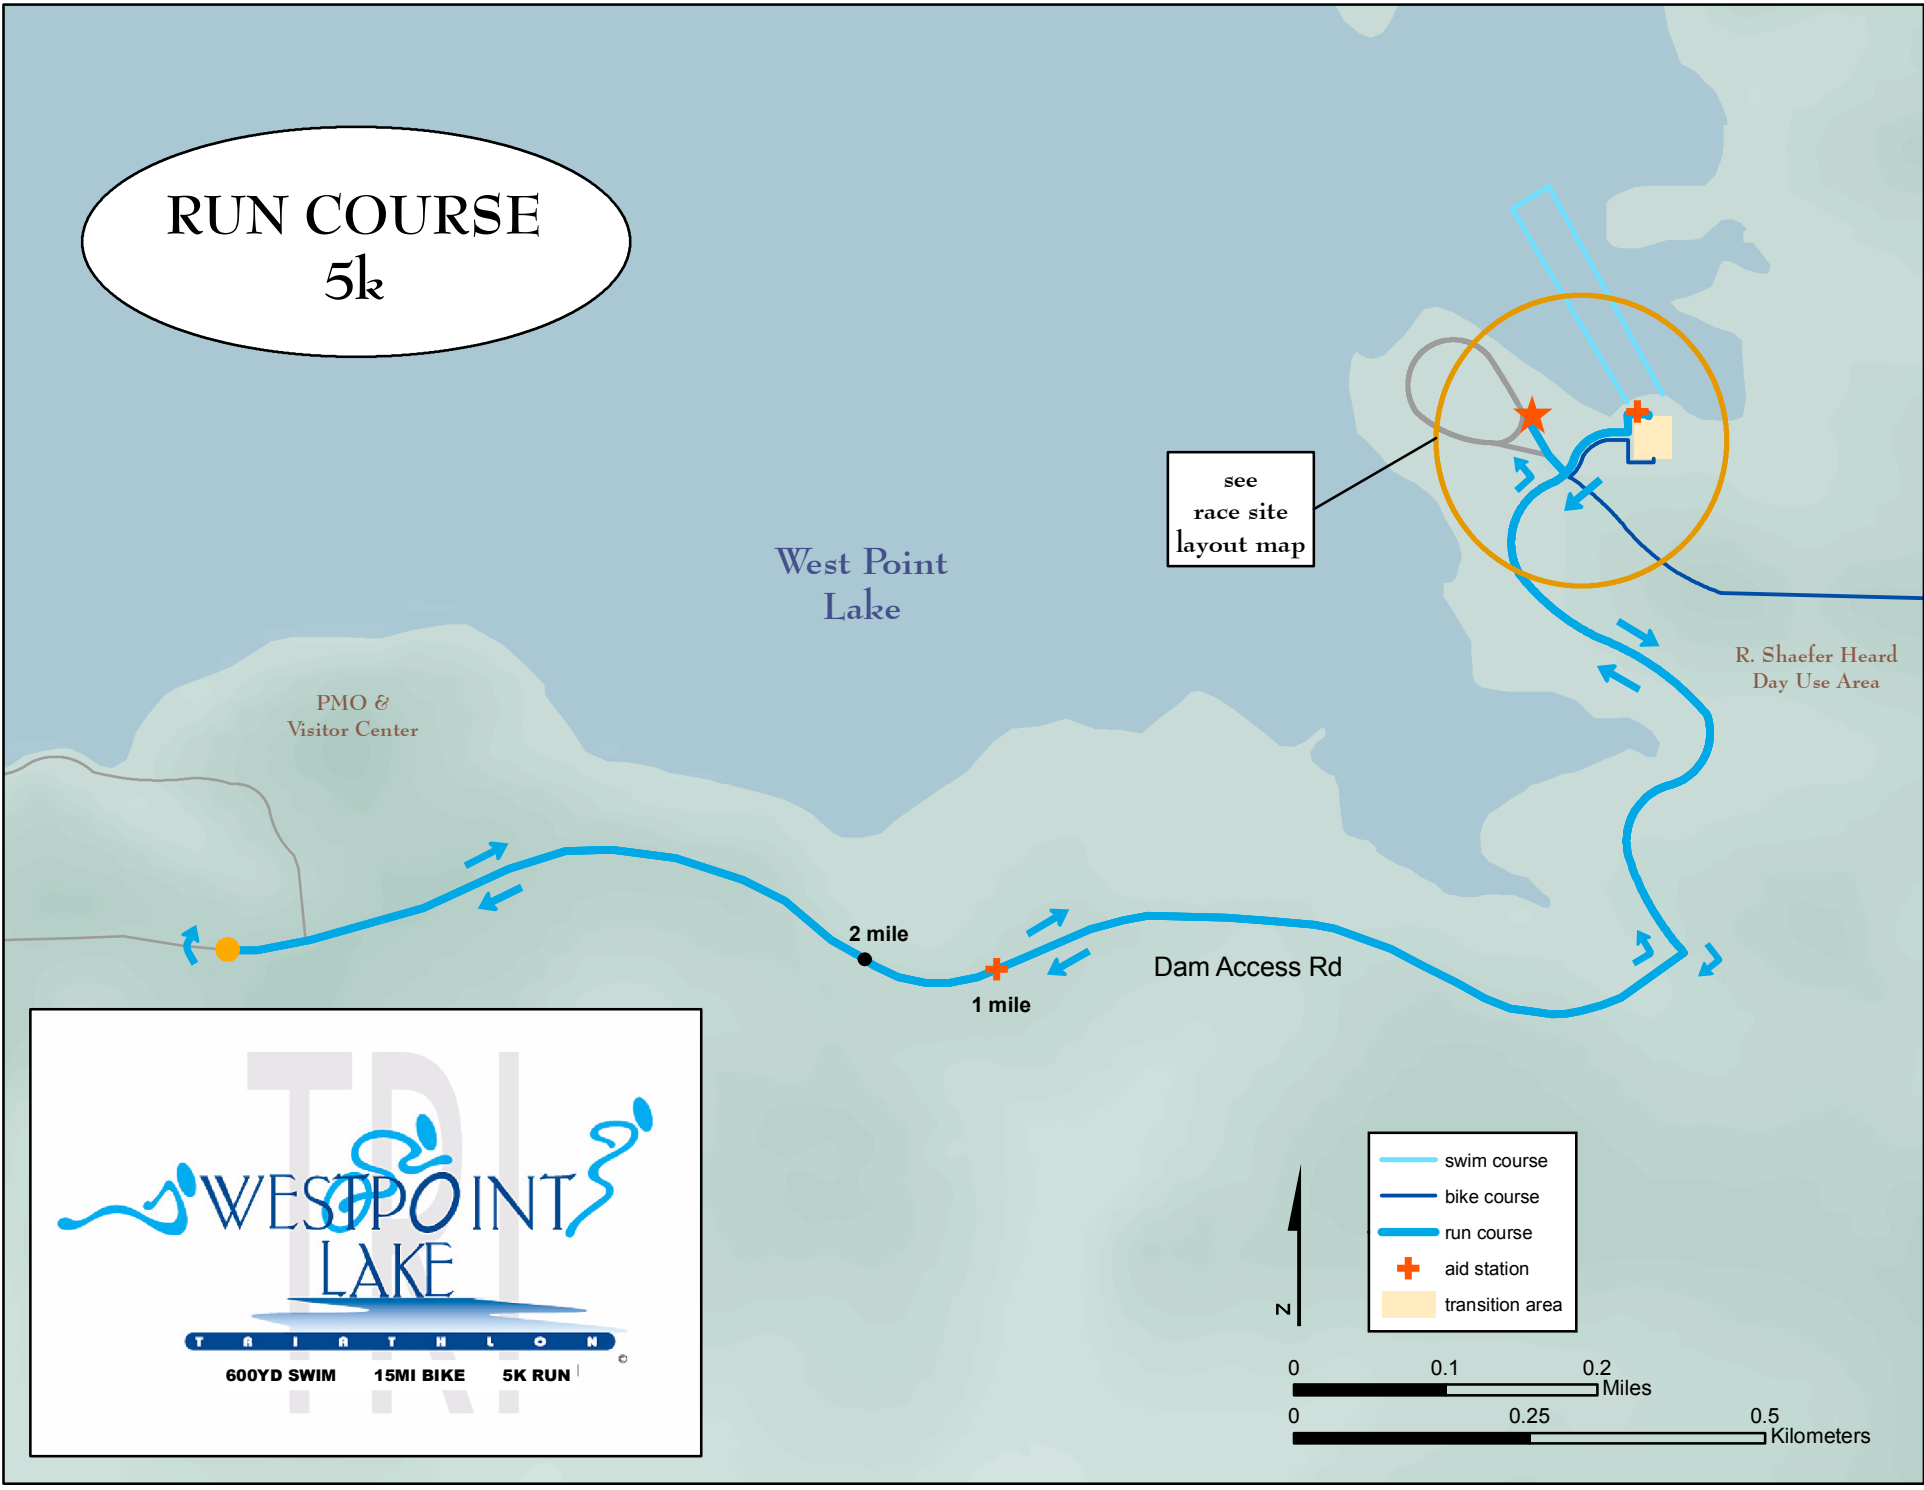 RUN COURSE
5k
see
race site
layout map
West Point
Lake
R. Shaefer Heard
Day Use Area
PMO &
Visitor Center
2 mile
1 mile
Dam Access Rd
TRI
WESTPOINT
LAKE
TRIATHLON
©
600YD SWIM 15MI BIKE 5K RUN
swim course
bike course
run course
aid station
transition area
N
0 0.1 0.2
Miles
0 0.25 0.5
Kilometers